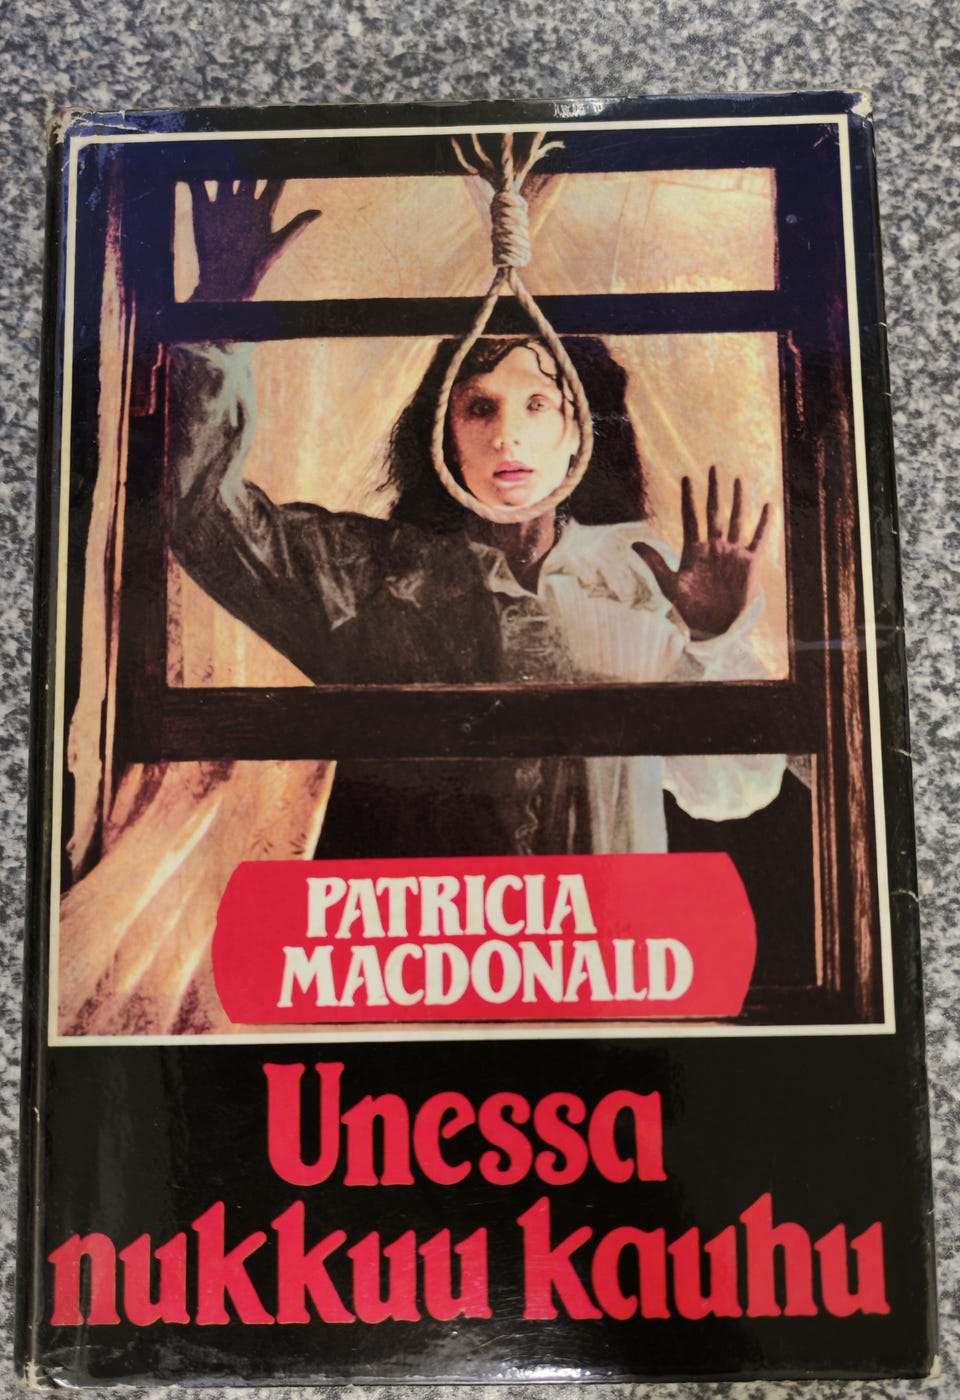 PATRICIA
MACDONALD
Unessa
nukkuu kauhu